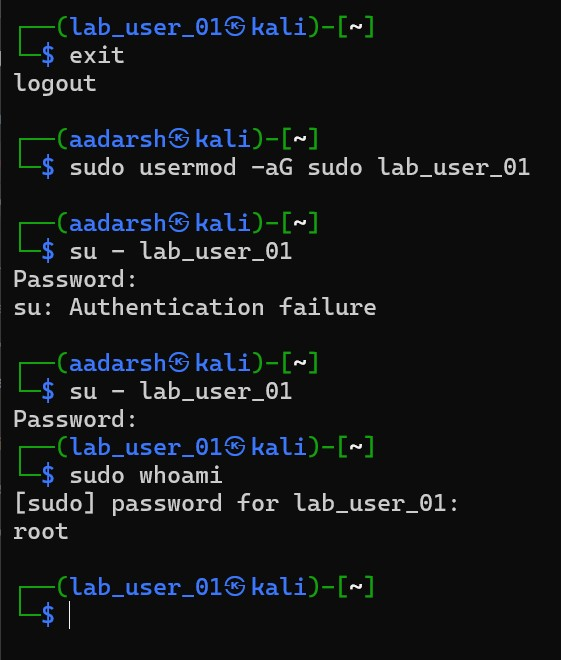 ┌──(lab_user_01㉿kali)-[~]
└─$ exit
logout
┌──(aadarsh㉿kali)-[~]
└─$ sudo usermod -aG sudo lab_user_01
┌──(aadarsh㉿kali)-[~]
└─$ su - lab_user_01
Password:
su: Authentication failure
┌──(aadarsh㉿kali)-[~]
└─$ su - lab_user_01
Password:
┌──(lab_user_01㉿kali)-[~]
└─$ sudo whoami
[sudo] password for lab_user_01:
root
┌──(lab_user_01㉿kali)-[~]
└─$